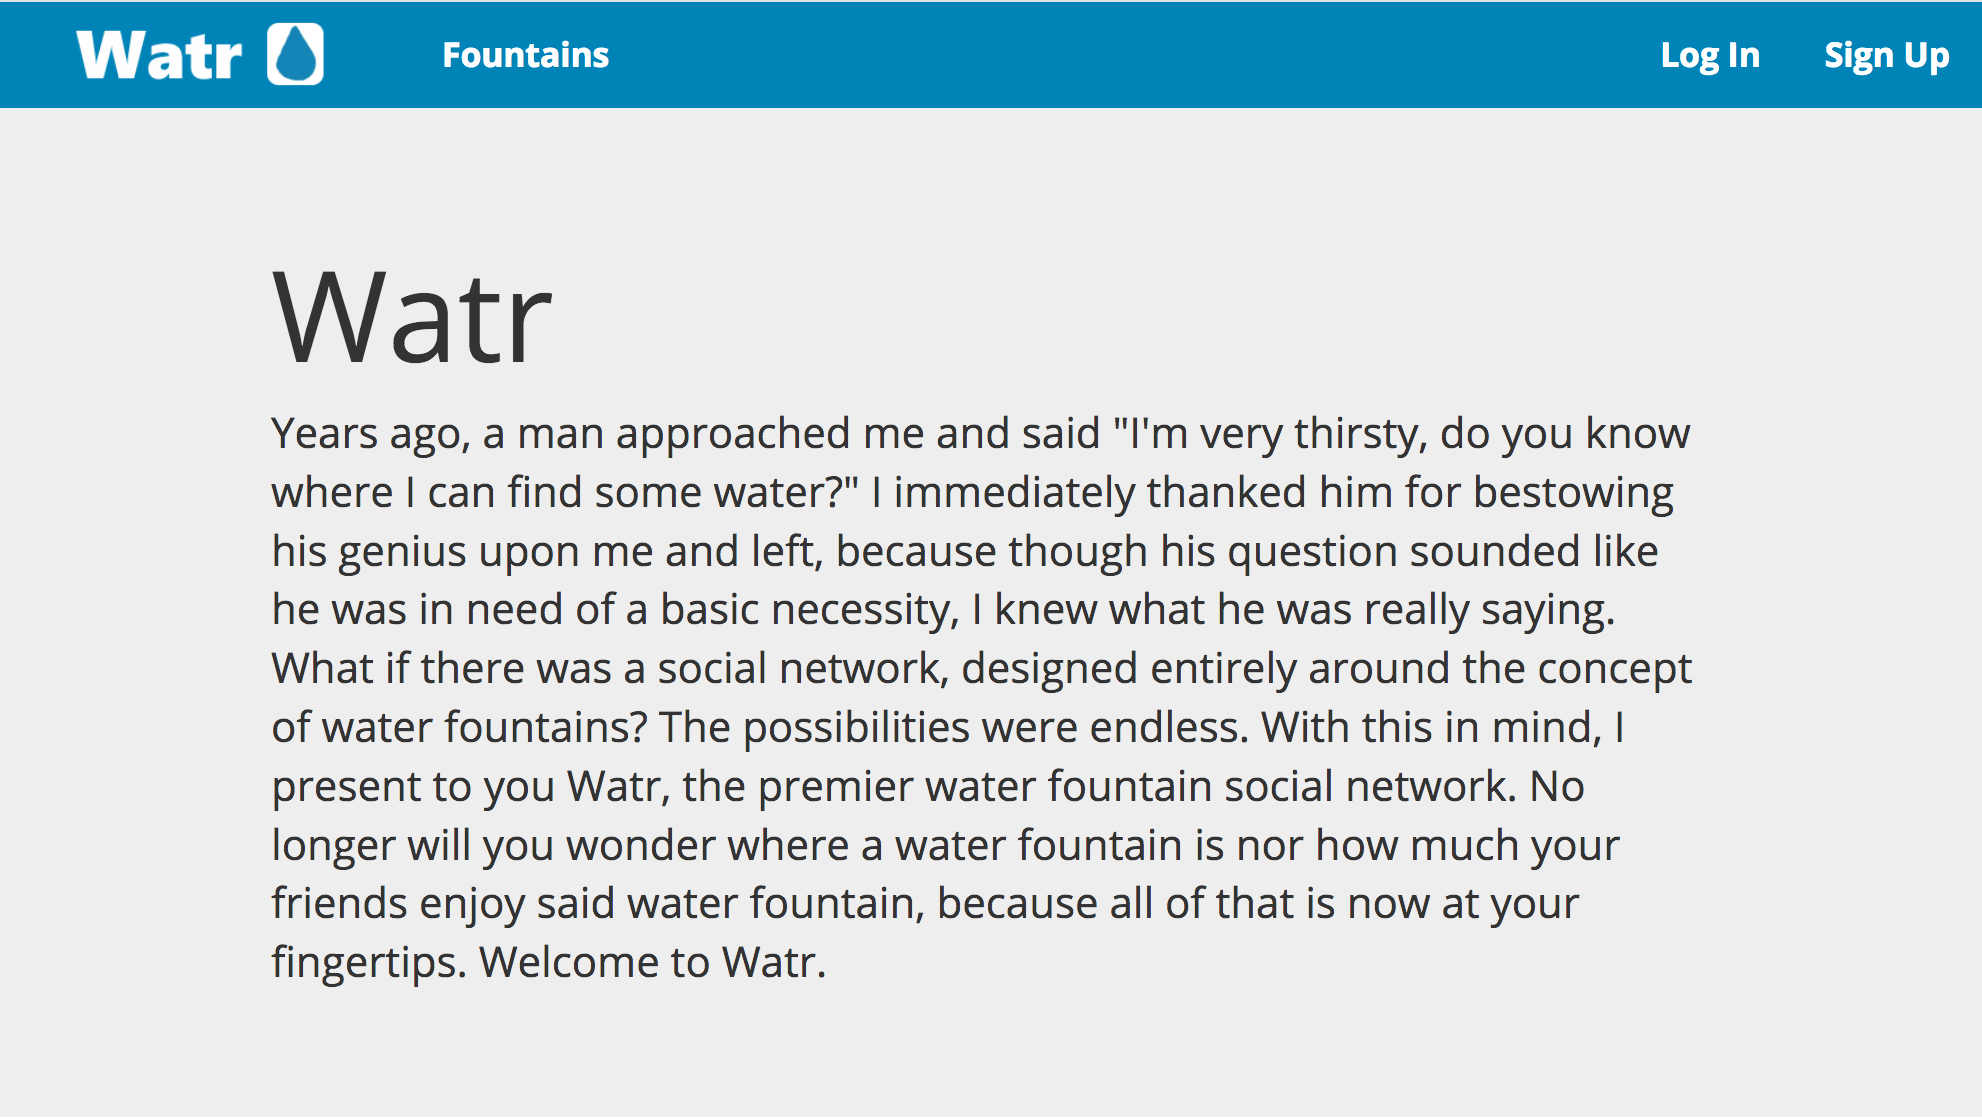 Watr Fountains Log In Sign Up
Watr
Years ago, a man approached me and said "I'm very thirsty, do you know
where I can find some water?" I immediately thanked him for bestowing
his genius upon me and left, because though his question sounded like
he was in need of a basic necessity, I knew what he was really saying.
What if there was a social network, designed entirely around the concept
of water fountains? The possibilities were endless. With this in mind, I
present to you Watr, the premier water fountain social network. No
longer will you wonder where a water fountain is nor how much your
friends enjoy said water fountain, because all of that is now at your
fingertips. Welcome to Watr.